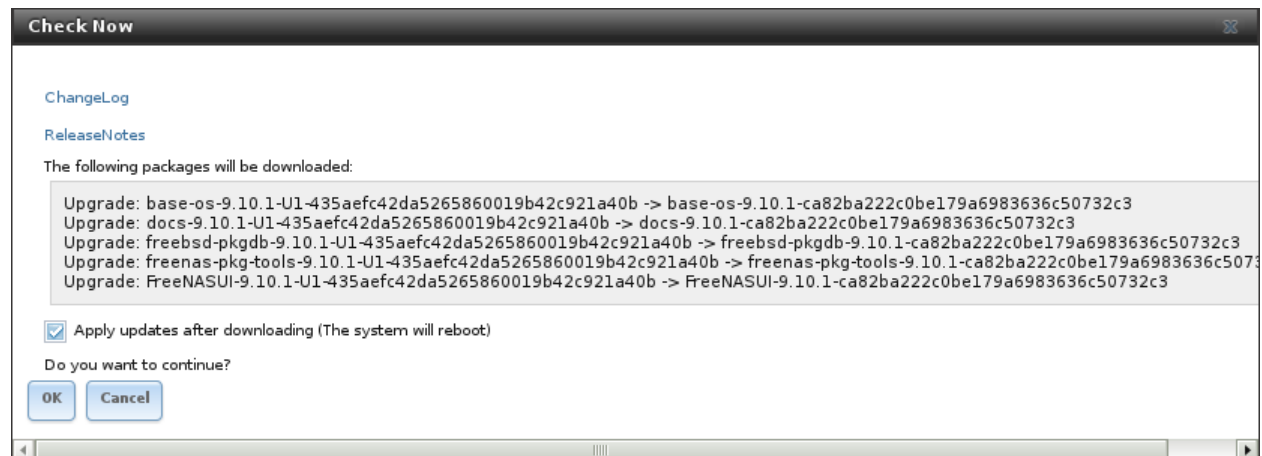 Check Now
ChangeLog
ReleaseNotes
The following packages will be downloaded:
Upgrade: base-os-9.10.1-U1-435aefc42da5265860019b42c921a40b -> base-os-9.10.1-ca82ba222c0be179a6983636c50732c3
Upgrade: docs-9.10.1-U1-435aefc42da5265860019b42c921a40b -> docs-9.10.1-ca82ba222c0be179a6983636c50732c3
Upgrade: freebsd-pkgdb-9.10.1-U1-435aefc42da5265860019b42c921a40b -> freebsd-pkgdb-9.10.1-ca82ba222c0be179a6983636c50732c3
Upgrade: freenas-pkg-tools-9.10.1-U1-435aefc42da5265860019b42c921a40b -> freenas-pkg-tools-9.10.1-ca82ba222c0be179a6983636c5073
Upgrade: FreeNASUI-9.10.1-U1-435aefc42da5265860019b42c921a40b -> FreeNASUI-9.10.1-ca82ba222c0be179a6983636c50732c3
Apply updates after downloading (The system will reboot)
Do you want to continue?
OK Cancel